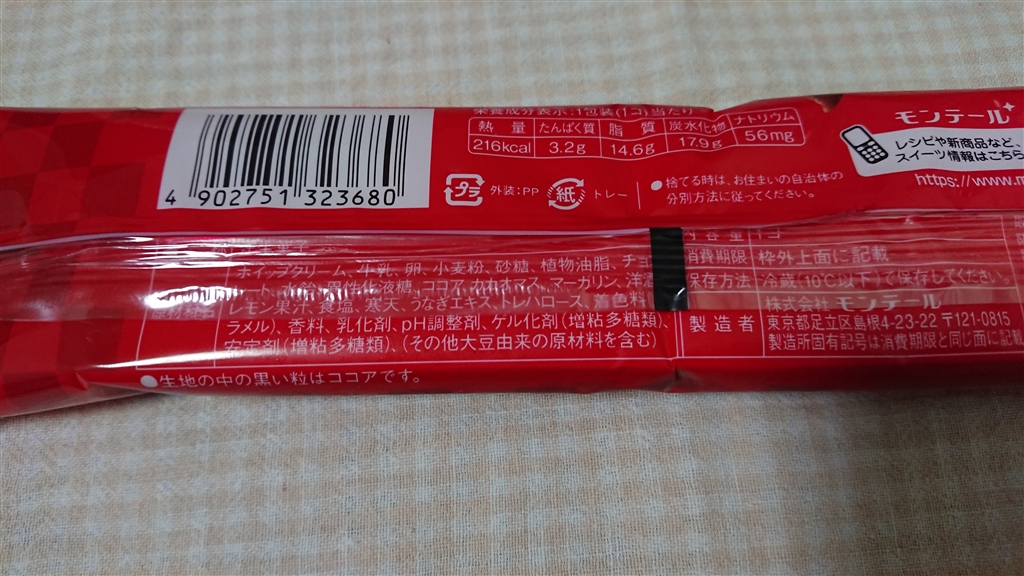 栄養成分表示:1包装(1コ)当たり
熱量 たんぱく質 脂質 炭水化物 ナトリウム
216kcal 3.2g 14.6g 17.9g 56mg
4 902751 323680
プラ 外装:PP 紙 トレー
●捨てる時は、お住まいの自治体の
分別方法に従ってください。
モンテール
レシピや新商品など、
スイーツ情報はこちら
https://www.m
ホイップクリーム、牛乳、卵、小麦粉、砂糖、植物油脂、チョコ
ート、水飴、異性化液糖、ココア、カカオマス、マーガリン、洋酒
レモン果汁、食塩、寒天、うなぎエキス、トレハロース、着色料
ラメル)、香料、乳化剤、pH調整剤、ゲル化剤(増粘多糖類)、
安定剤(増粘多糖類)、(その他大豆由来の原材料を含む)
●生地の中の黒い粒はココアです。
内容量 1コ
消費期限 枠外上面に記載
保存方法 冷蔵(10℃以下)で保存してください。
製造者 株式会社 モンテール
東京都足立区島根4-23-22 〒121-0815
製造所固有記号は消費期限と同じ面に記載